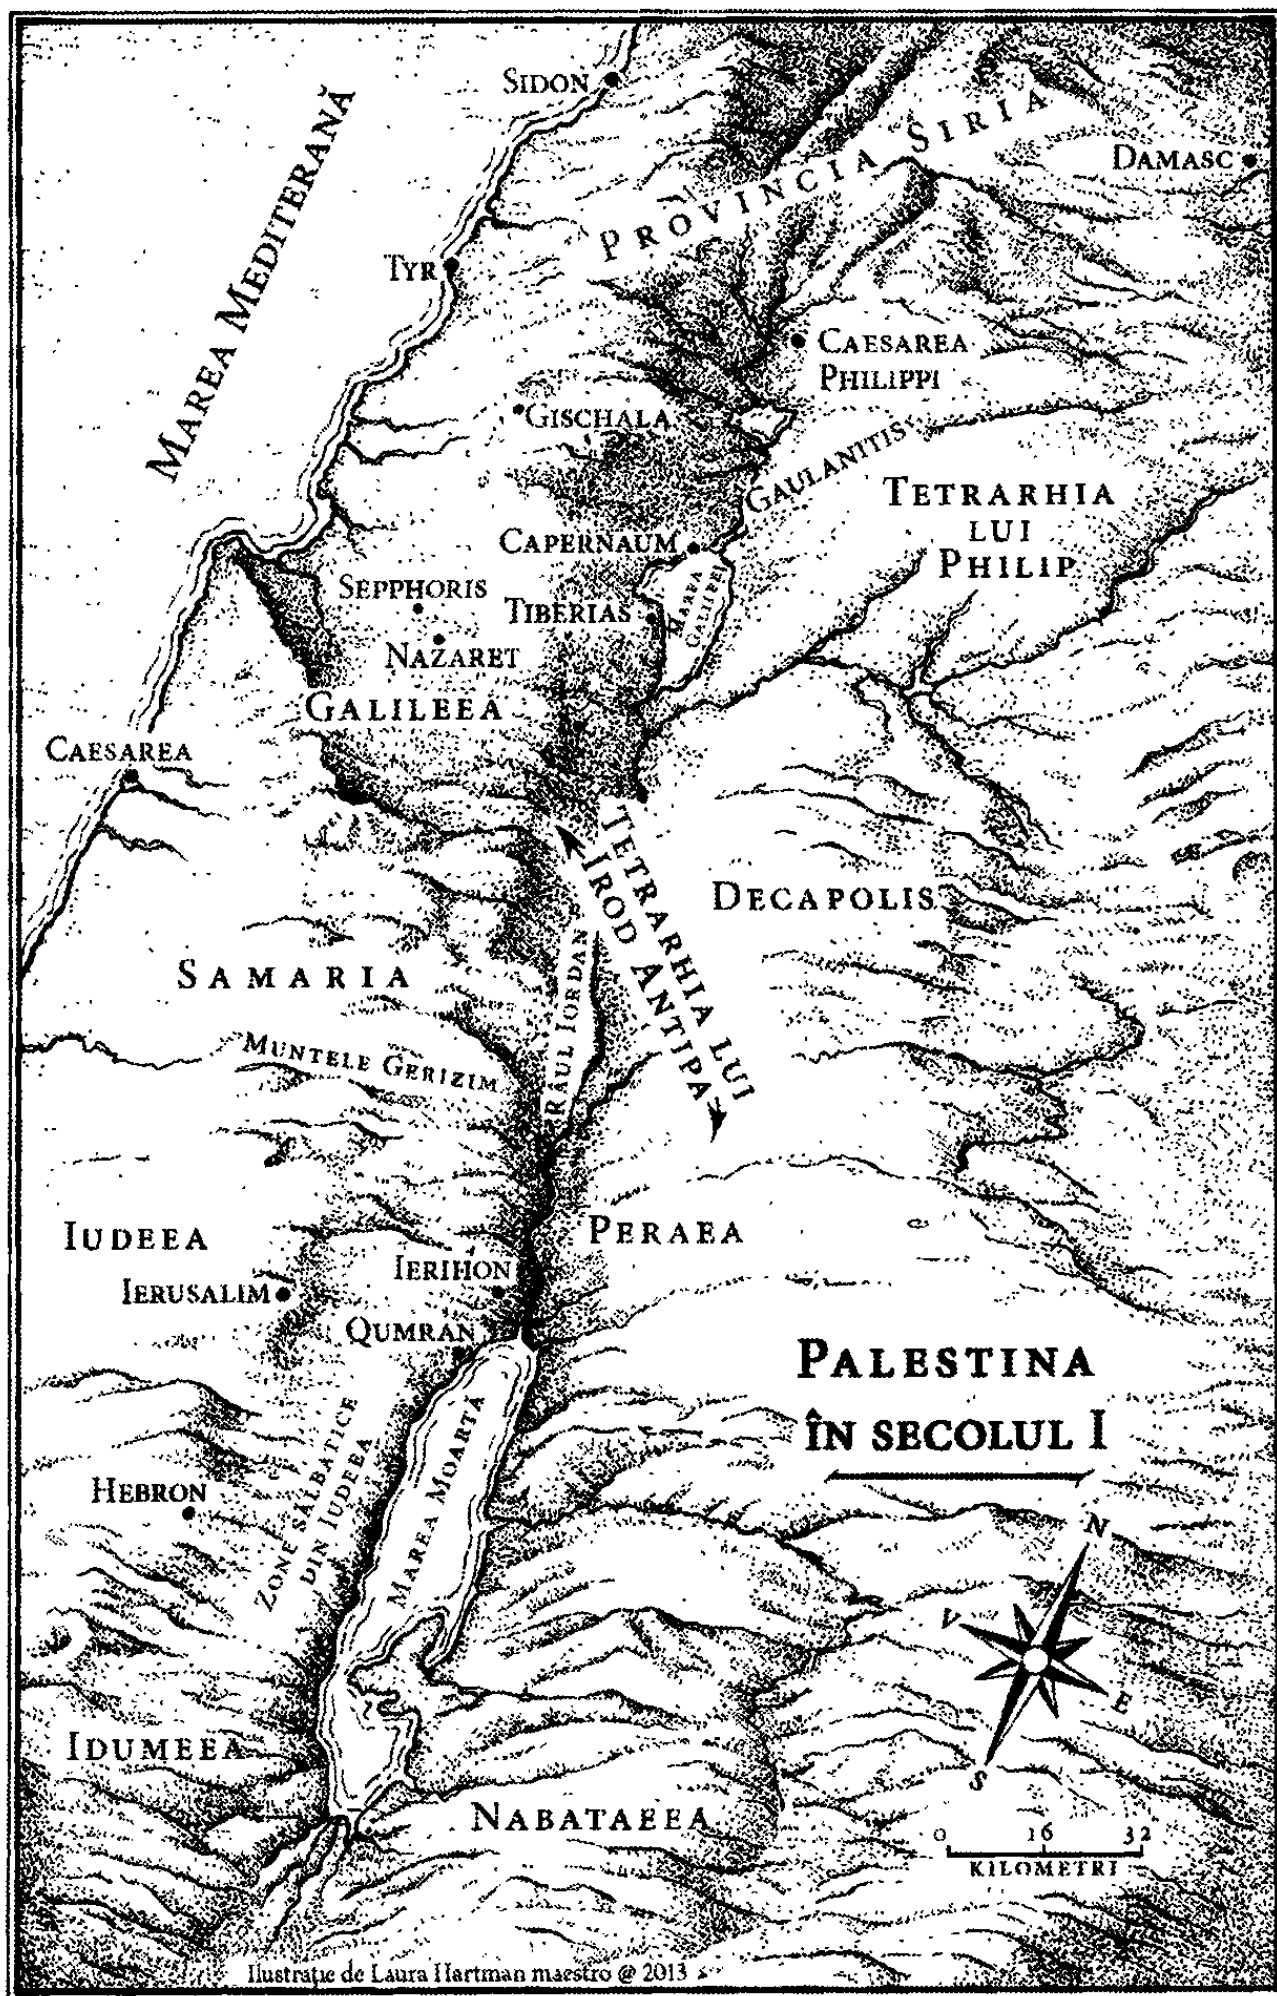 SIDON
MAREA MEDITERANĂ
PROVINCIA SIRIA
DAMASC
TYR
CAESAREA
PHILIPPI
GISCHALA
GAULANITIS
TETRARHIA
LUI
PHILIP
CAPERNAUM
SEPPHORIS
TIBERIAS
MAREA
GALILEEI
NAZARET
GALILEEA
CAESAREA
TETRARHIA LUI
IROD ANTIPA
DECAPOLIS
SAMARIA
RÂUL IORDAN
MUNTELE GERIZIM
IUDEEA
PERAEA
IERIHON
IERUSALIM
QUMRAN
PALESTINA
ÎN SECOLUL I
MAREA MOARTĂ
ZONE SĂLBATICE
DIN IUDEEA
HEBRON
N
V
E
S
IDUMEEA
NABATAEEA
0 16 32
KILOMETRI
Ilustrație de Laura Hartman maestro @ 2013